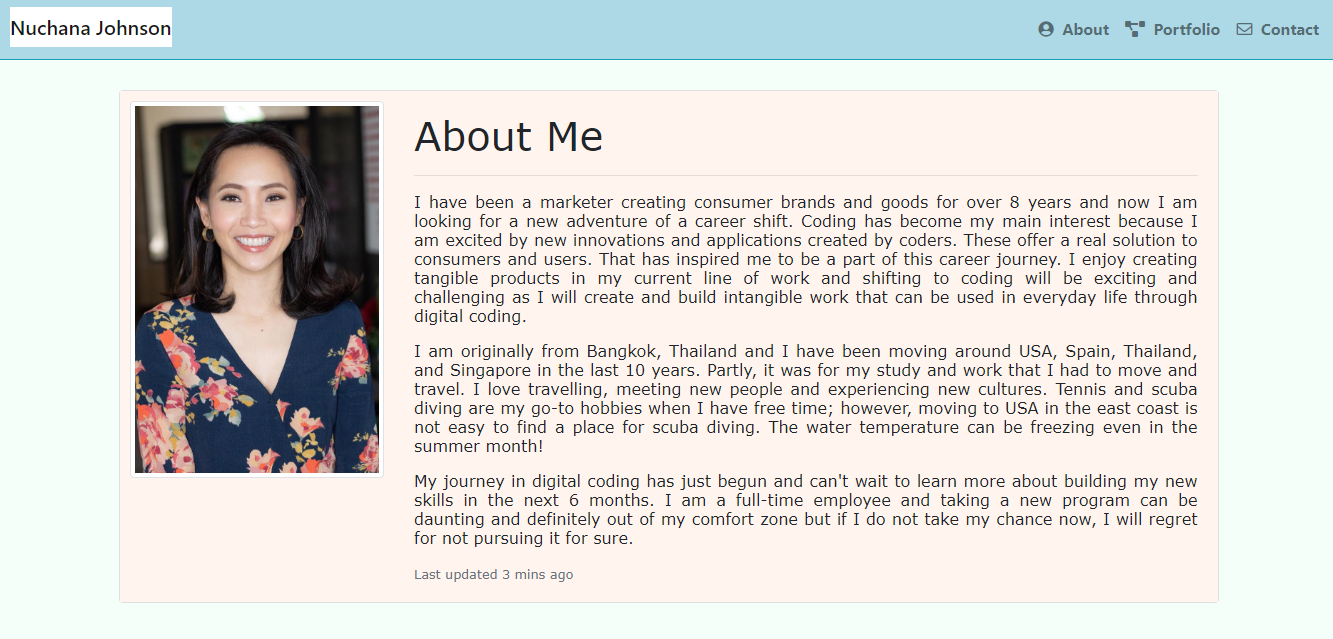 Nuchana Johnson
About
Portfolio
Contact
About Me
I have been a marketer creating consumer brands and goods for over 8 years and now I am
looking for a new adventure of a career shift. Coding has become my main interest because I
am excited by new innovations and applications created by coders. These offer a real solution to
consumers and users. That has inspired me to be a part of this career journey. I enjoy creating
tangible products in my current line of work and shifting to coding will be exciting and
challenging as I will create and build intangible work that can be used in everyday life through
digital coding.
I am originally from Bangkok, Thailand and I have been moving around USA, Spain, Thailand,
and Singapore in the last 10 years. Partly, it was for my study and work that I had to move and
travel. I love travelling, meeting new people and experiencing new cultures. Tennis and scuba
diving are my go-to hobbies when I have free time; however, moving to USA in the east coast is
not easy to find a place for scuba diving. The water temperature can be freezing even in the
summer month!
My journey in digital coding has just begun and can't wait to learn more about building my new
skills in the next 6 months. I am a full-time employee and taking a new program can be
daunting and definitely out of my comfort zone but if I do not take my chance now, I will regret
for not pursuing it for sure.
Last updated 3 mins ago